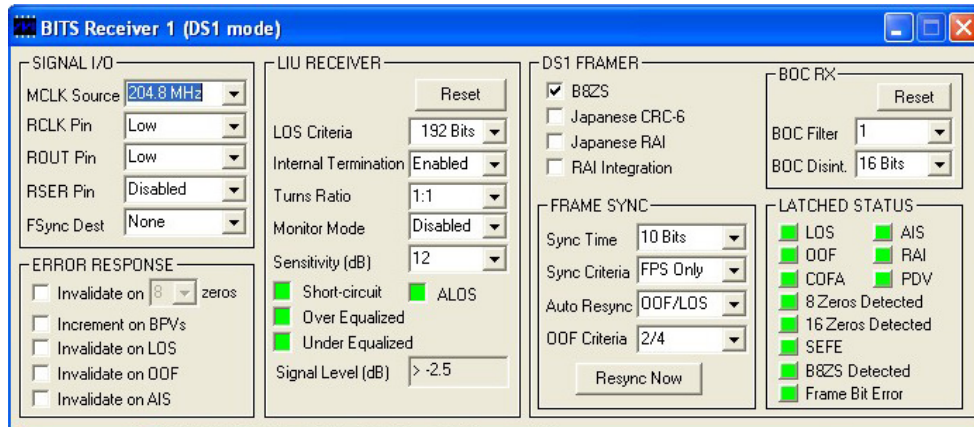 BITS Receiver 1 (DS1 mode)
SIGNAL I/O
MCLK Source 204.8 MHz
RCLK Pin Low
ROUT Pin Low
RSER Pin Disabled
FSync Dest None
ERROR RESPONSE
Invalidate on 8 zeros
Increment on BPVs
Invalidate on LOS
Invalidate on OOF
Invalidate on AIS
LIU RECEIVER
Reset
LOS Criteria 192 Bits
Internal Termination Enabled
Turns Ratio 1:1
Monitor Mode Disabled
Sensitivity (dB) 12
Short-circuit ALOS
Over Equalized
Under Equalized
Signal Level (dB) > -2.5
DS1 FRAMER
B8ZS
Japanese CRC-6
Japanese RAI
RAI Integration
BOC RX
Reset
BOC Filter 1
BOC Disint. 16 Bits
FRAME SYNC
Sync Time 10 Bits
Sync Criteria FPS Only
Auto Resync OOF/LOS
OOF Criteria 2/4
Resync Now
LATCHED STATUS
LOS AIS
OOF RAI
COFA PDV
8 Zeros Detected
16 Zeros Detected
SEFE
B8ZS Detected
Frame Bit Error